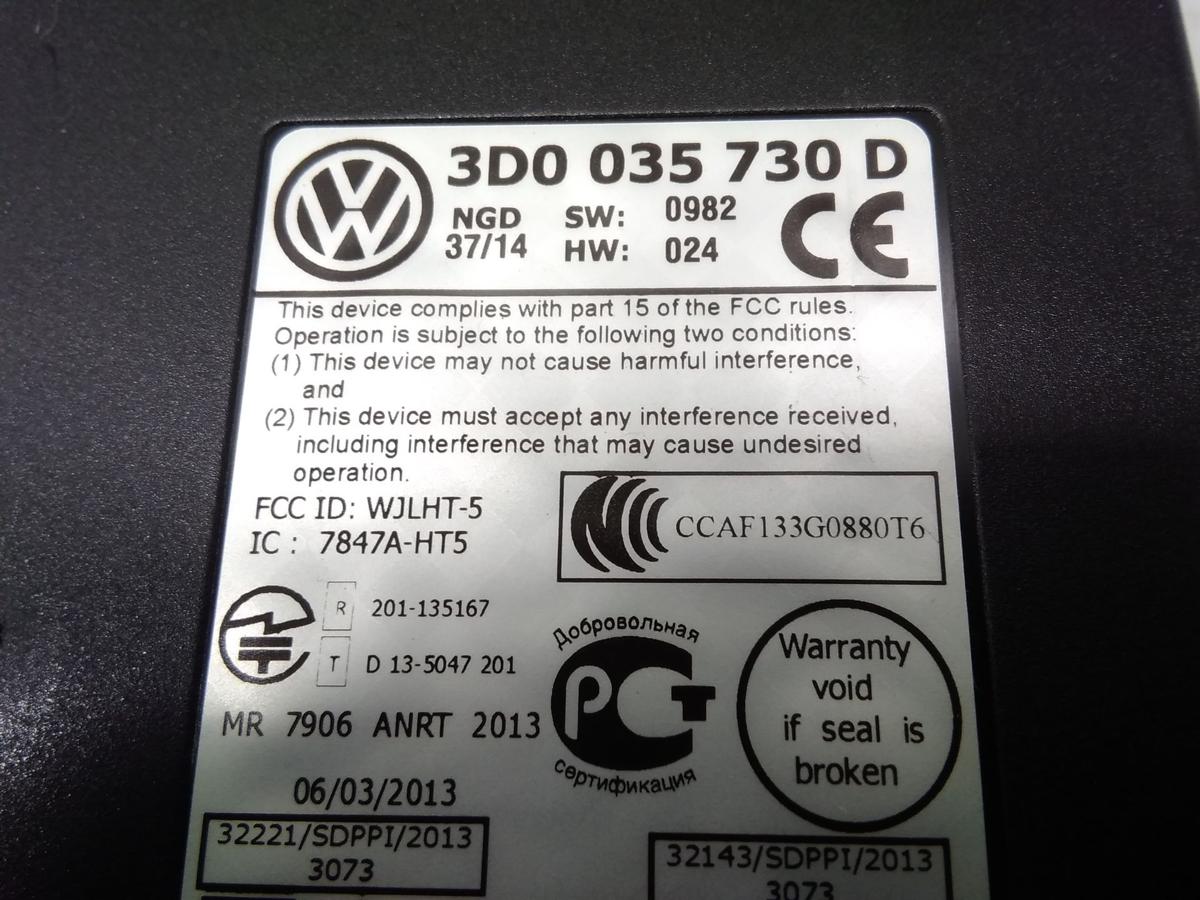 3D0 035 730 D
NGD SW: 0982
37/14 HW: 024
CE
This device complies with part 15 of the FCC rules.
Operation is subject to the following two conditions:
(1) This device may not cause harmful interference,
and
(2) This device must accept any interference received,
including interference that may cause undesired
operation.
FCC ID: WJLHT-5
IC : 7847A-HT5
CCAF133G0880T6
R 201-135167
T D 13-5047 201
MR 7906 ANRT 2013
06/03/2013
Добровольная
РСТ
сертификация
Warranty
void
if seal is
broken
32221/SDPPI/2013
3073
32143/SDPPI/2013
3073